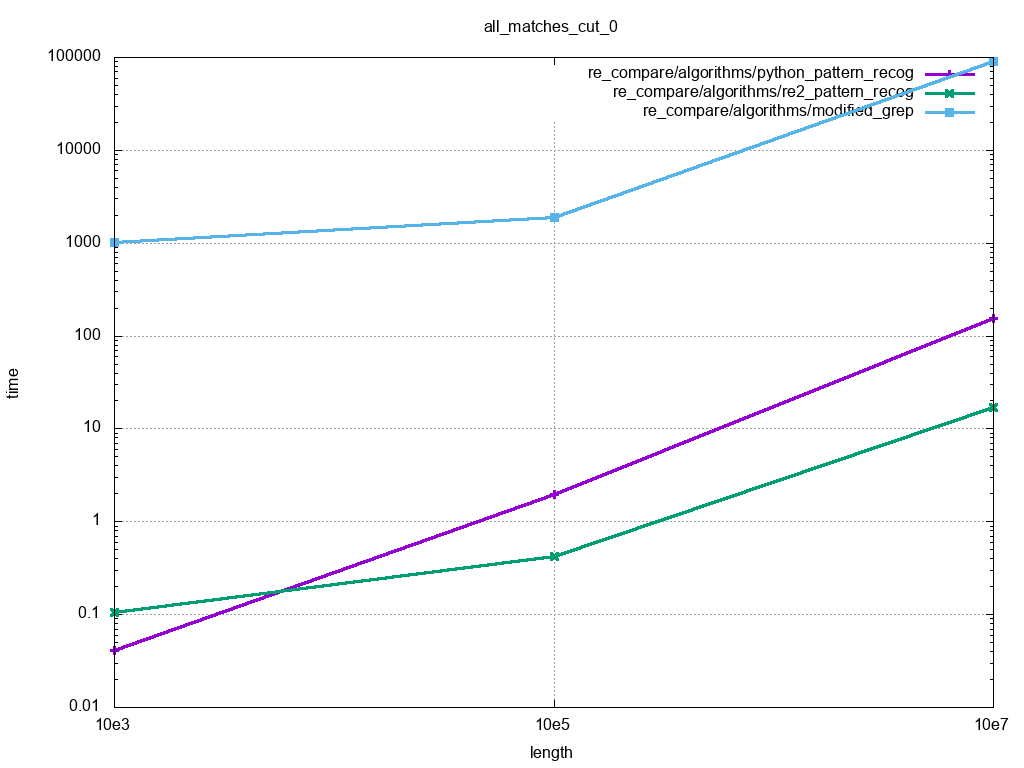 all_matches_cut_0
100000
10000
1000
100
10
1
0.1
0.01
time
re_compare/algorithms/python_pattern_recog
re_compare/algorithms/re2_pattern_recog
re_compare/algorithms/modified_grep
10e3 10e5 10e7
length